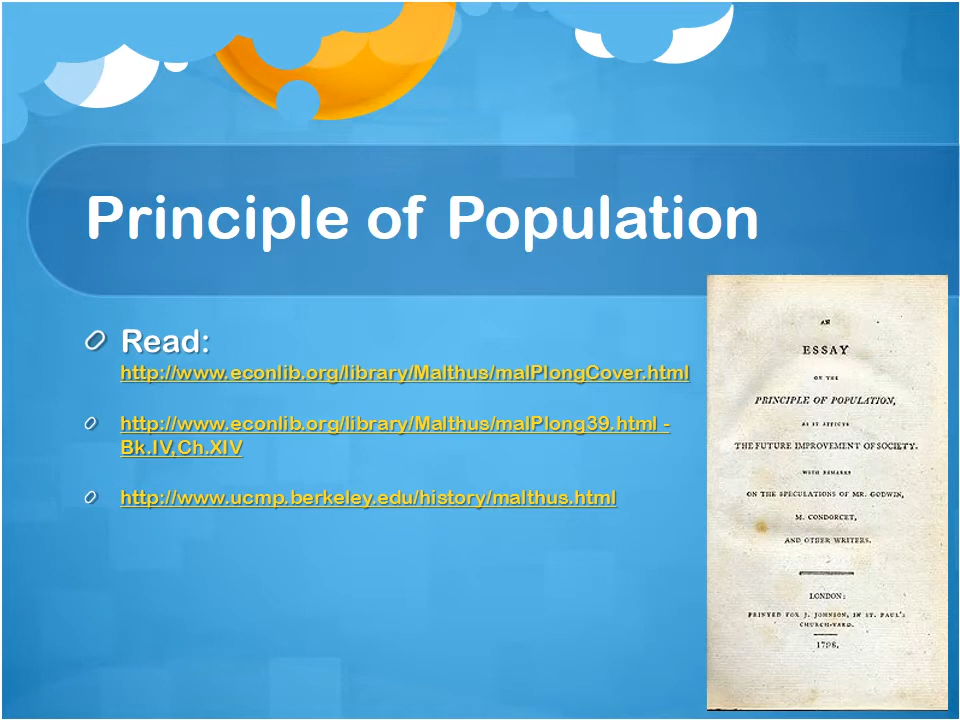 Principle of Population
Read:
http://www.econlib.org/library/Malthus/malPlongCover.html
http://www.econlib.org/library/Malthus/malPlong39.html -
Bk.IV,Ch.XIV
http://www.ucmp.berkeley.edu/history/malthus.html
AN
ESSAY
ON THE
PRINCIPLE OF POPULATION,
AS IT AFFECTS
THE FUTURE IMPROVEMENT OF SOCIETY.
WITH REMARKS
ON THE SPECULATIONS OF MR. GODWIN,
M. CONDORCET,
AND OTHER WRITERS.
LONDON:
PRINTED FOR J. JOHNSON, IN ST. PAUL'S
CHURCH-YARD.
1798.